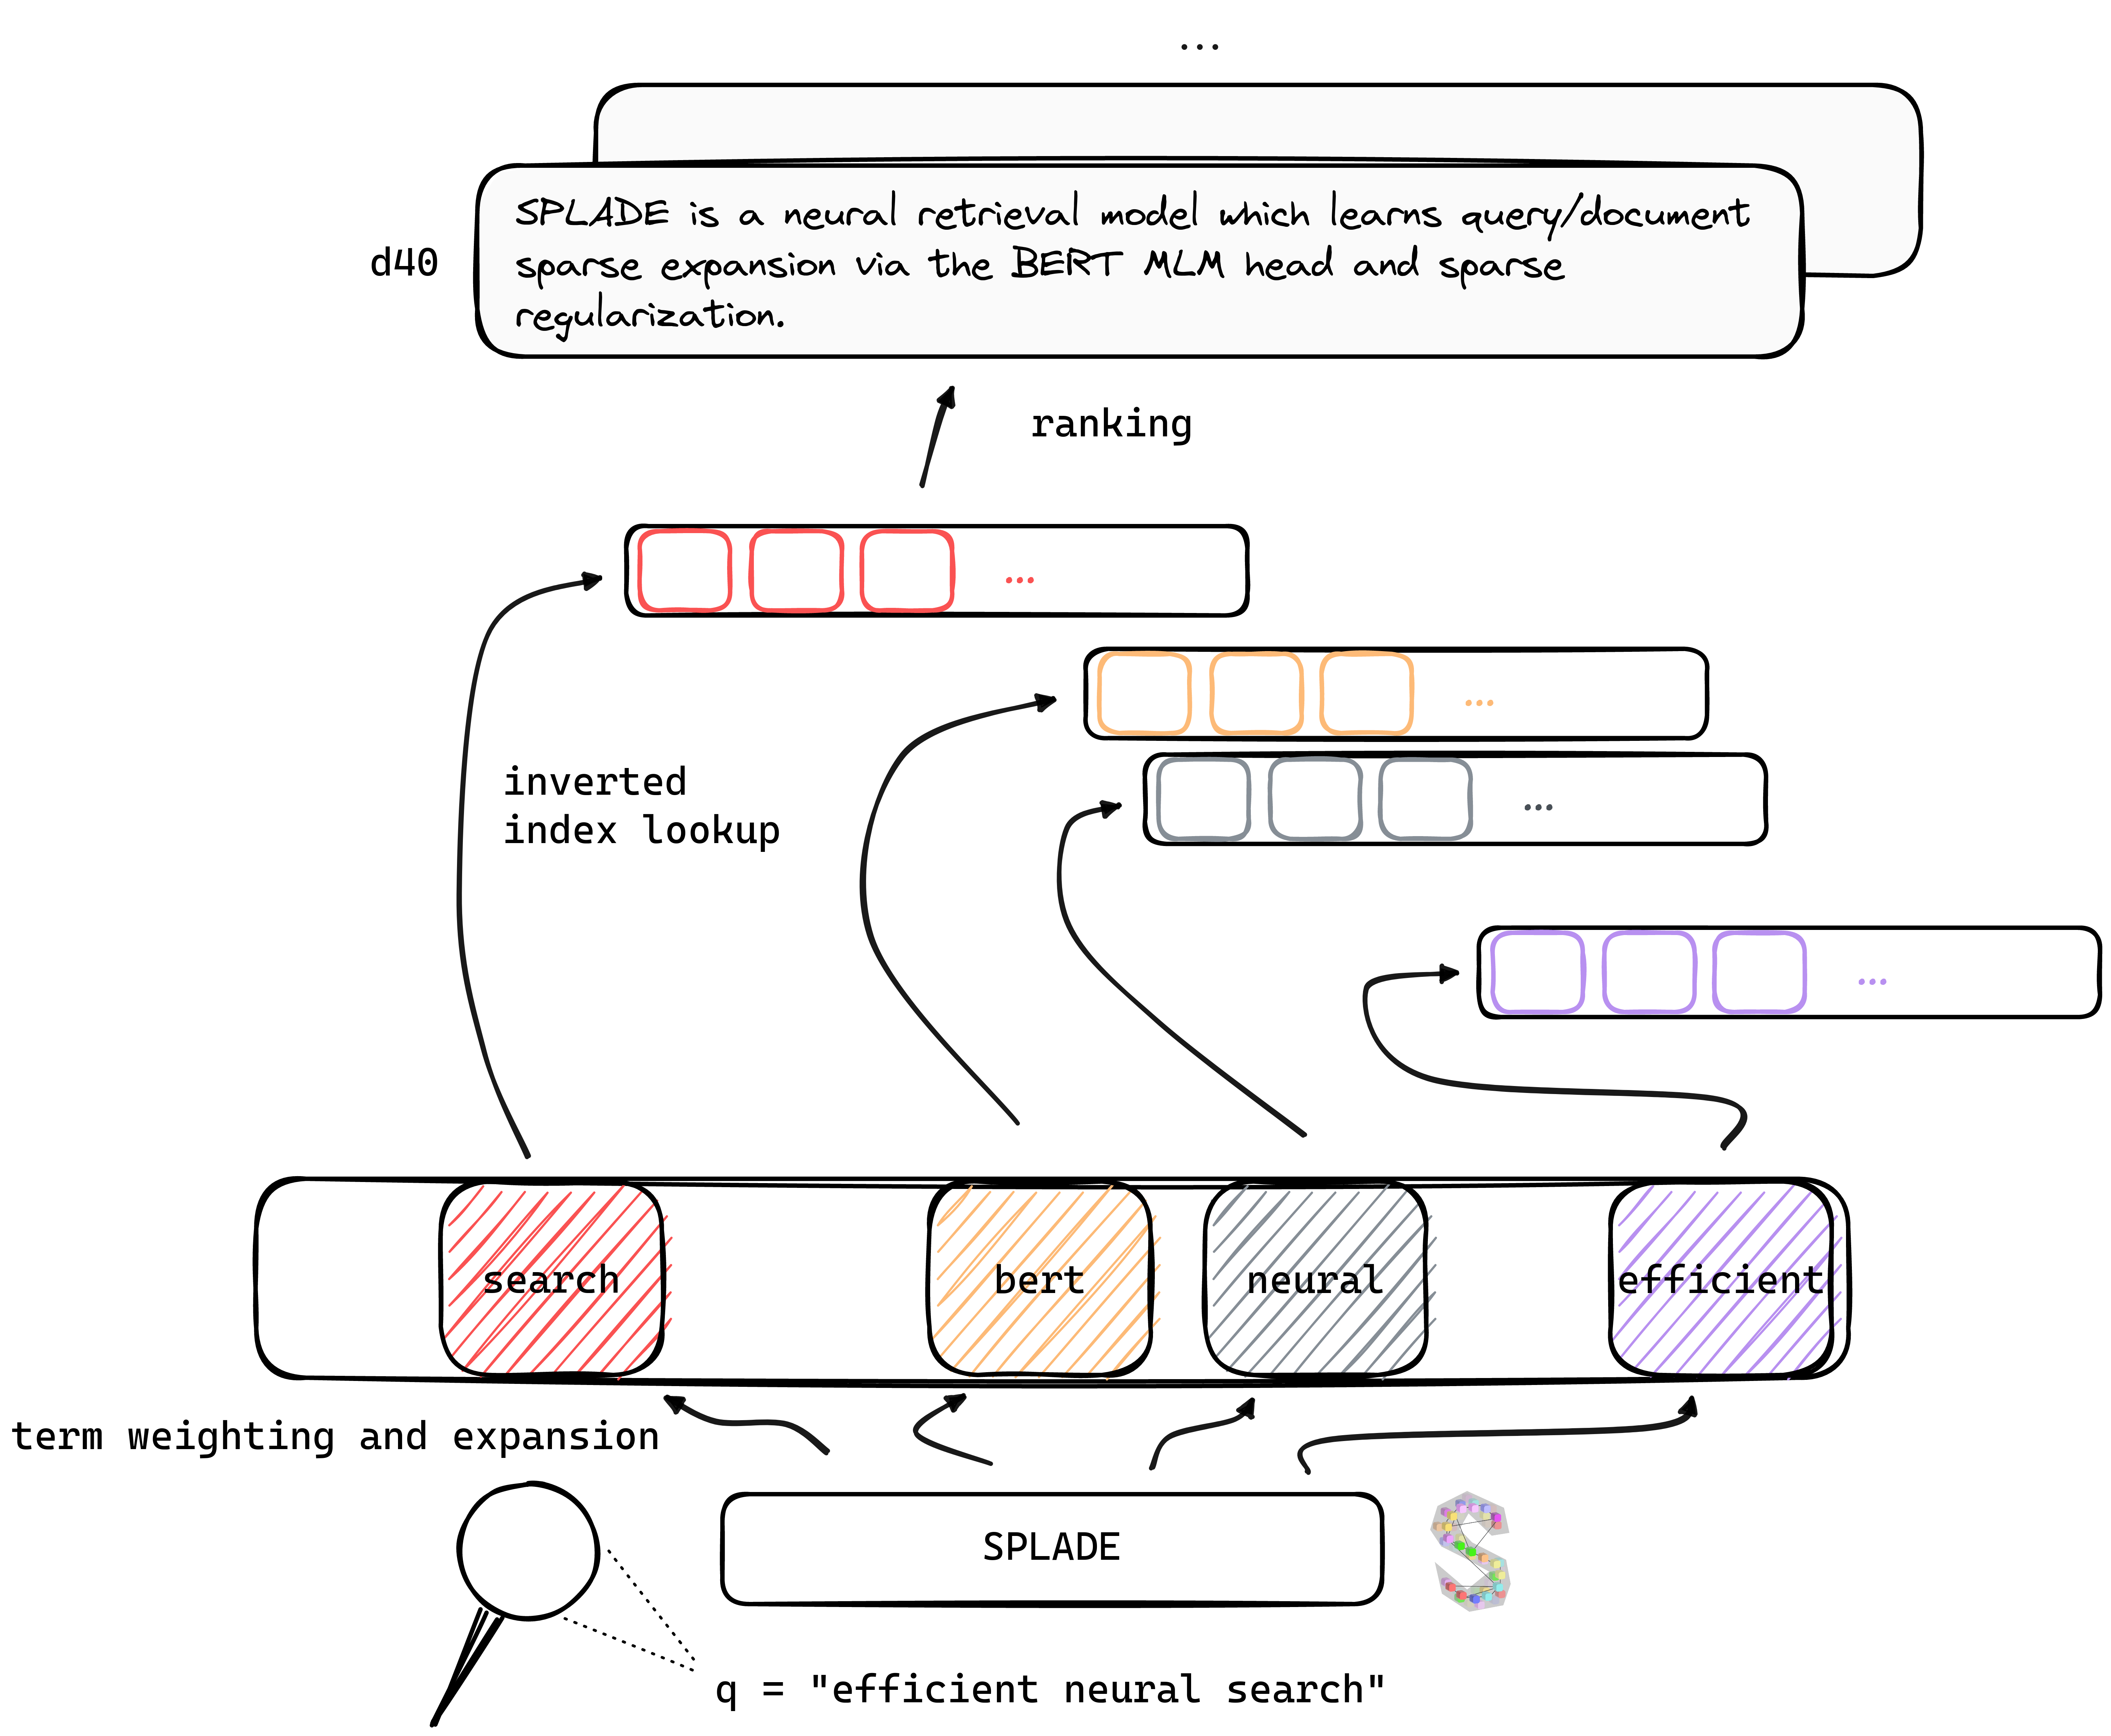 ...
SPLADE is a neural retrieval model which learns query/document
d40
sparse expansion via the BERT MLM head and sparse
regularization.
ranking
...
...
inverted
index lookup
...
...
search
bert
neural
efficient
term weighting and expansion
SPLADE
q = "efficient neural search"